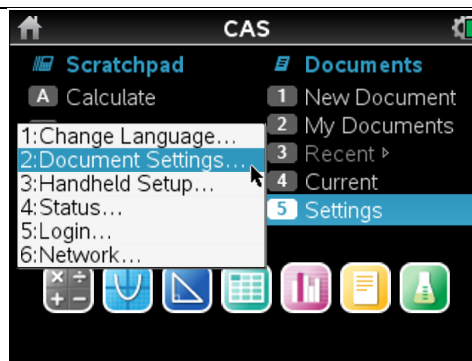 CAS
Scratchpad
A Calculate
Documents
1 New Document
2 My Documents
3 Recent ▹
4 Current
5 Settings
1:Change Language...
2:Document Settings...
3:Handheld Setup...
4:Status...
5:Login...
6:Network...